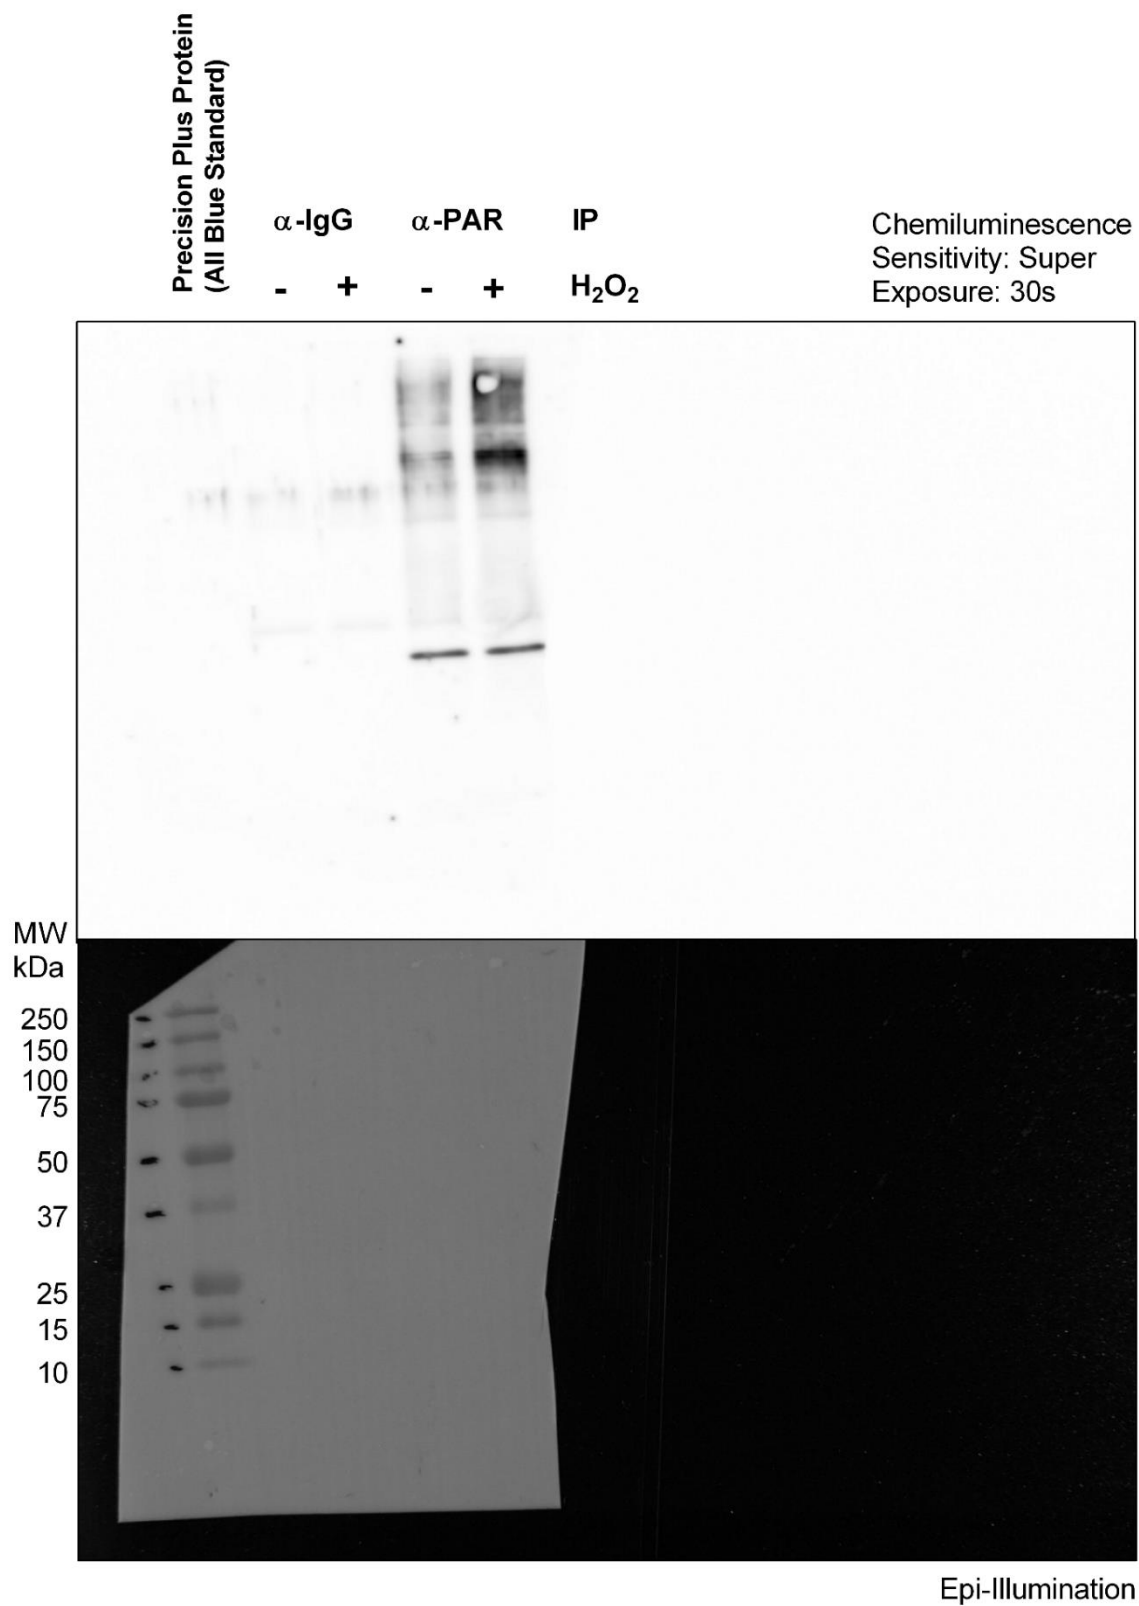 Precision Plus Protein
(All Blue Standard)
α-IgG α-PAR IP
- + - + H₂O₂
Chemiluminescence
Sensitivity: Super
Exposure: 30s
MW
kDa
250
150
100
75
50
37
25
15
10
Epi-Illumination